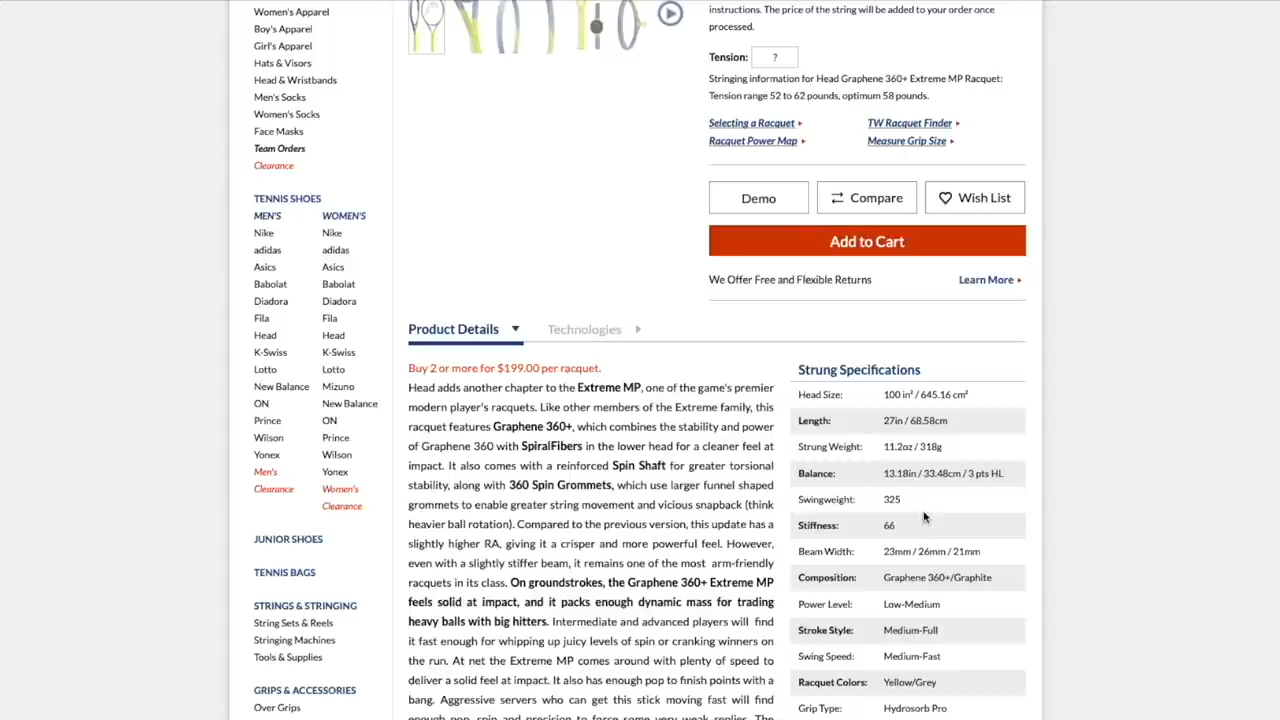 Women's Apparel
Boy's Apparel
Girl's Apparel
Hats & Visors
Head & Wristbands
Men's Socks
Women's Socks
Face Masks
Team Orders
Clearance
TENNIS SHOES
MEN'S
Nike
adidas
Asics
Babolat
Diadora
Fila
Head
K-Swiss
Lotto
New Balance
ON
Prince
Wilson
Yonex
Men's
Clearance
WOMEN'S
Nike
adidas
Asics
Babolat
Diadora
Fila
Head
K-Swiss
Lotto
Mizuno
New Balance
ON
Prince
Wilson
Yonex
Women's
Clearance
JUNIOR SHOES
TENNIS BAGS
STRINGS & STRINGING
String Sets & Reels
Stringing Machines
Tools & Supplies
GRIPS & ACCESSORIES
Over Grips
instructions. The price of the string will be added to your order once
processed.
Tension: ?
Stringing information for Head Graphene 360+ Extreme MP Racquet:
Tension range 52 to 62 pounds, optimum 58 pounds.
Selecting a Racquet
TW Racquet Finder
Racquet Power Map
Measure Grip Size
Demo
Compare
Wish List
Add to Cart
We Offer Free and Flexible Returns
Learn More
Product Details
Technologies
Buy 2 or more for $199.00 per racquet.
Head adds another chapter to the Extreme MP, one of the game's premier
modern player's racquets. Like other members of the Extreme family, this
racquet features Graphene 360+, which combines the stability and power
of Graphene 360 with SpiralFibers in the lower head for a cleaner feel at
impact. It also comes with a reinforced Spin Shaft for greater torsional
stability, along with 360 Spin Grommets, which use larger funnel shaped
grommets to enable greater string movement and vicious snapback (think
heavier ball rotation). Compared to the previous version, this update has a
slightly higher RA, giving it a crisper and more powerful feel. However,
even with a slightly stiffer beam, it remains one of the most arm-friendly
racquets in its class. On groundstrokes, the Graphene 360+ Extreme MP
feels solid at impact, and it packs enough dynamic mass for trading
heavy balls with big hitters. Intermediate and advanced players will find
it fast enough for whipping up juicy levels of spin or cranking winners on
the run. At net the Extreme MP comes around with plenty of speed to
deliver a solid feel at impact. It also has enough pop to finish points with a
bang. Aggressive servers who can get this stick moving fast will find
enough pop, spin and precision to force some very weak replies. The
Strung Specifications
Head Size: 100 in² / 645.16 cm²
Length: 27in / 68.58cm
Strung Weight: 11.2oz / 318g
Balance: 13.18in / 33.48cm / 3 pts HL
Swingweight: 325
Stiffness: 66
Beam Width: 23mm / 26mm / 21mm
Composition: Graphene 360+/Graphite
Power Level: Low-Medium
Stroke Style: Medium-Full
Swing Speed: Medium-Fast
Racquet Colors: Yellow/Grey
Grip Type: Hydrosorb Pro